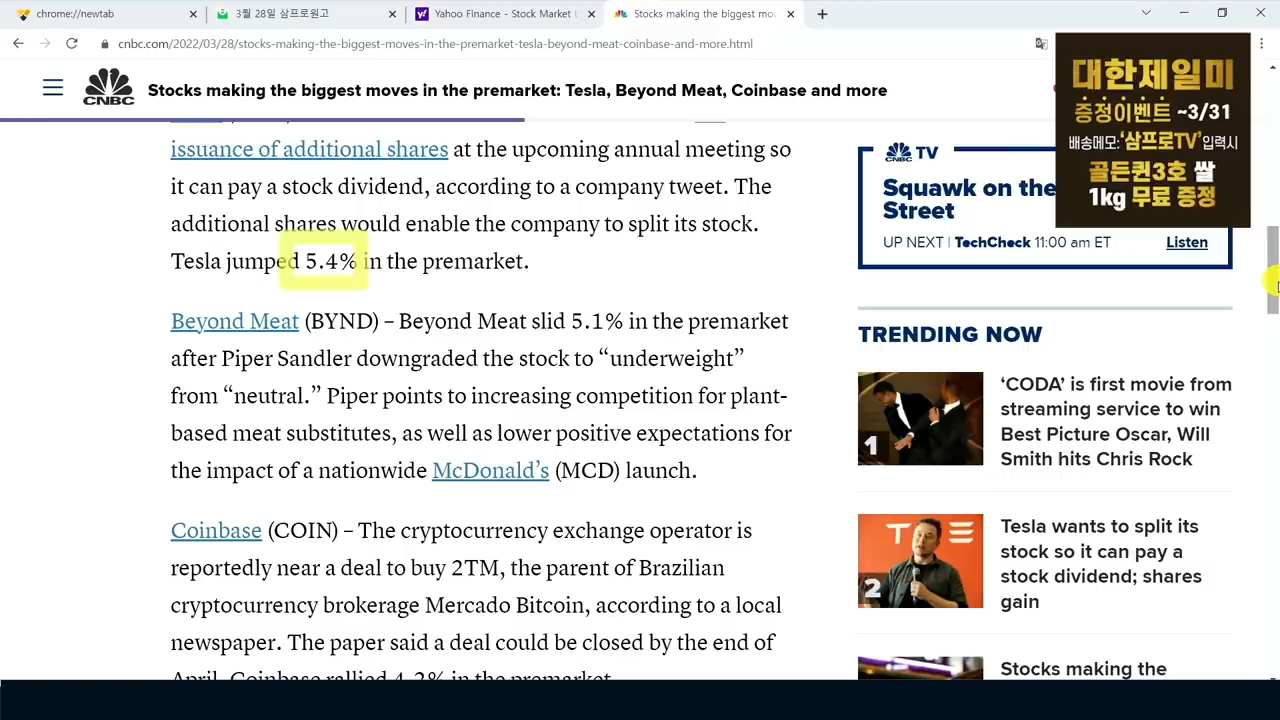 chrome://newtab
3월 28일 삼프로원고
Yahoo Finance - Stock Market
Stocks making the biggest mov
cnbc.com/2022/03/28/stocks-making-the-biggest-moves-in-the-premarket-tesla-beyond-meat-coinbase-and-more.html
CNBC
Stocks making the biggest moves in the premarket: Tesla, Beyond Meat, Coinbase and more
issuance of additional shares at the upcoming annual meeting so
it can pay a stock dividend, according to a company tweet. The
additional shares would enable the company to split its stock.
Tesla jumped 5.4% in the premarket.
Beyond Meat (BYND) – Beyond Meat slid 5.1% in the premarket
after Piper Sandler downgraded the stock to “underweight”
from “neutral.” Piper points to increasing competition for plant-
based meat substitutes, as well as lower positive expectations for
the impact of a nationwide McDonald’s (MCD) launch.
Coinbase (COIN) – The cryptocurrency exchange operator is
reportedly near a deal to buy 2TM, the parent of Brazilian
cryptocurrency brokerage Mercado Bitcoin, according to a local
newspaper. The paper said a deal could be closed by the end of
April. Coinbase rallied 4.2% in the premarket.
대한제일미
증정이벤트 ~3/31
배송메모:‘삼프로TV’입력시
골든퀸3호 쌀
1kg 무료 증정
CNBC TV
Squawk on the
Street
UP NEXT | TechCheck 11:00 am ET
Listen
TRENDING NOW
1
‘CODA’ is first movie from
streaming service to win
Best Picture Oscar, Will
Smith hits Chris Rock
T E
2
Tesla wants to split its
stock so it can pay a
stock dividend; shares
gain
Stocks making the